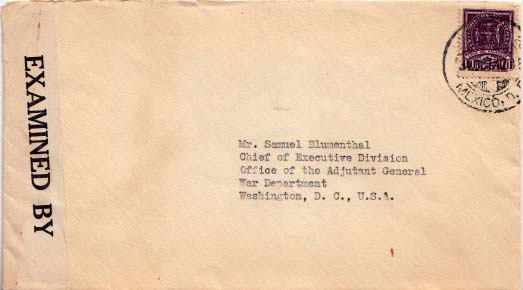 EXAMINED BY
MEXICO, D.
Mr. Samuel Blumenthal
Chief of Executive Division
Office of the Adjutant General
War Department
Washington, D. C., U.S.A.